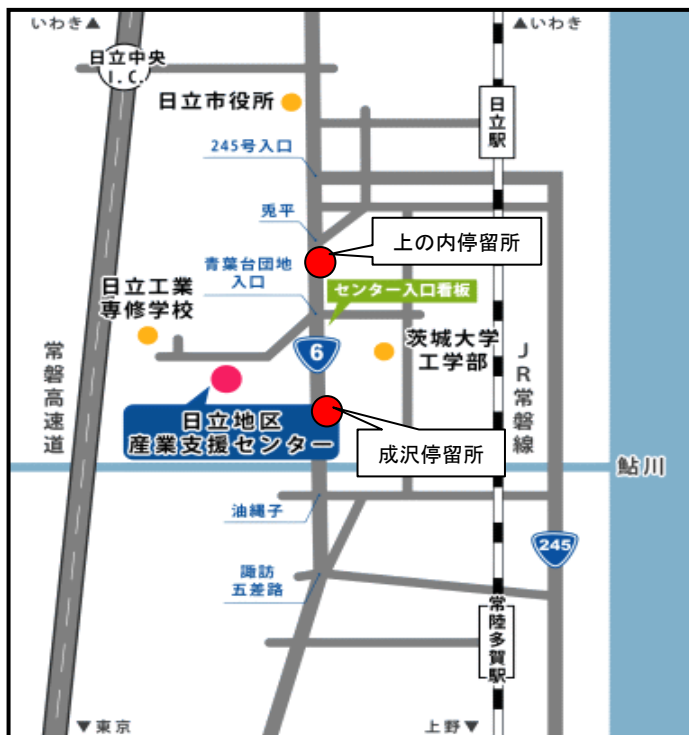 いわき▲
▲いわき
日立中央
I.C.
日立市役所
日立駅
245号入口
兎平
上の内停留所
青葉台団地
入口
センター入口看板
日立工業
専修学校
6
茨城大学
工学部
常磐高速道
JR常磐線
日立地区
産業支援センター
成沢停留所
鮎川
油縄子
245
諏訪
五差路
常陸多賀駅
▼東京
上野▼